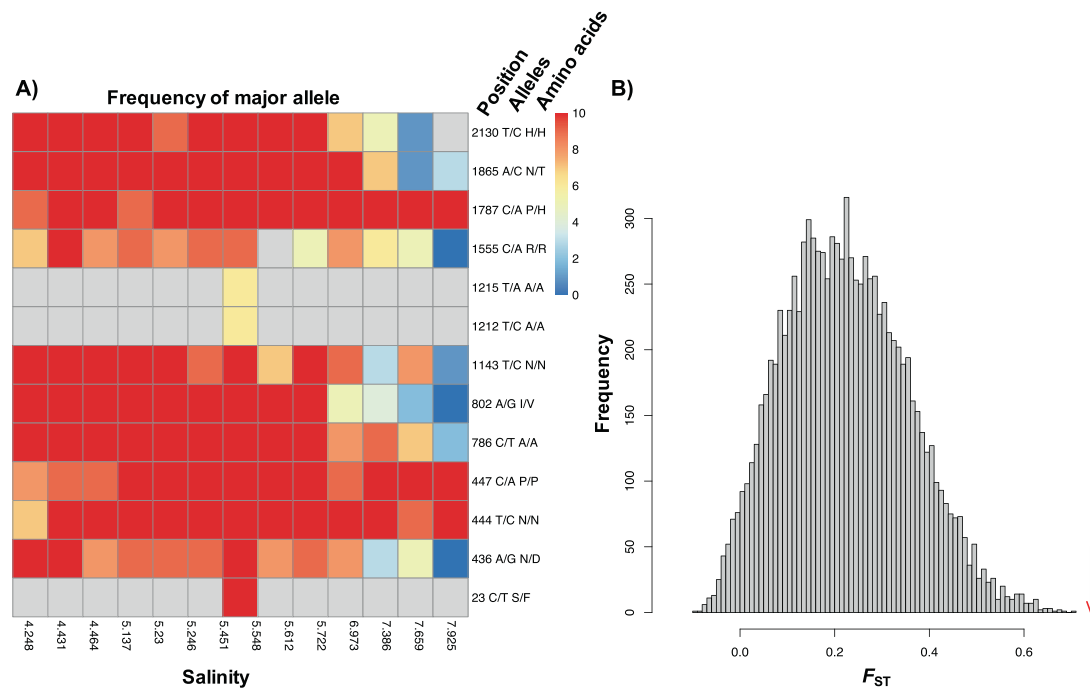 A)
Frequency of major allele
Position
Alleles
Amino acids
2130 T/C H/H
1865 A/C N/T
1787 C/A P/H
1555 C/A R/R
1215 T/A A/A
1212 T/C A/A
1143 T/C N/N
802 A/G I/V
786 C/T A/A
447 C/A P/P
444 T/C N/N
436 A/G N/D
23 C/T S/F
10
8
6
4
2
0
4.248
4.431
4.464
5.137
5.23
5.246
5.451
5.548
5.612
5.722
6.973
7.386
7.659
7.925
Salinity
B)
Frequency
300
250
200
150
100
50
0
0.0
0.2
0.4
0.6
FST